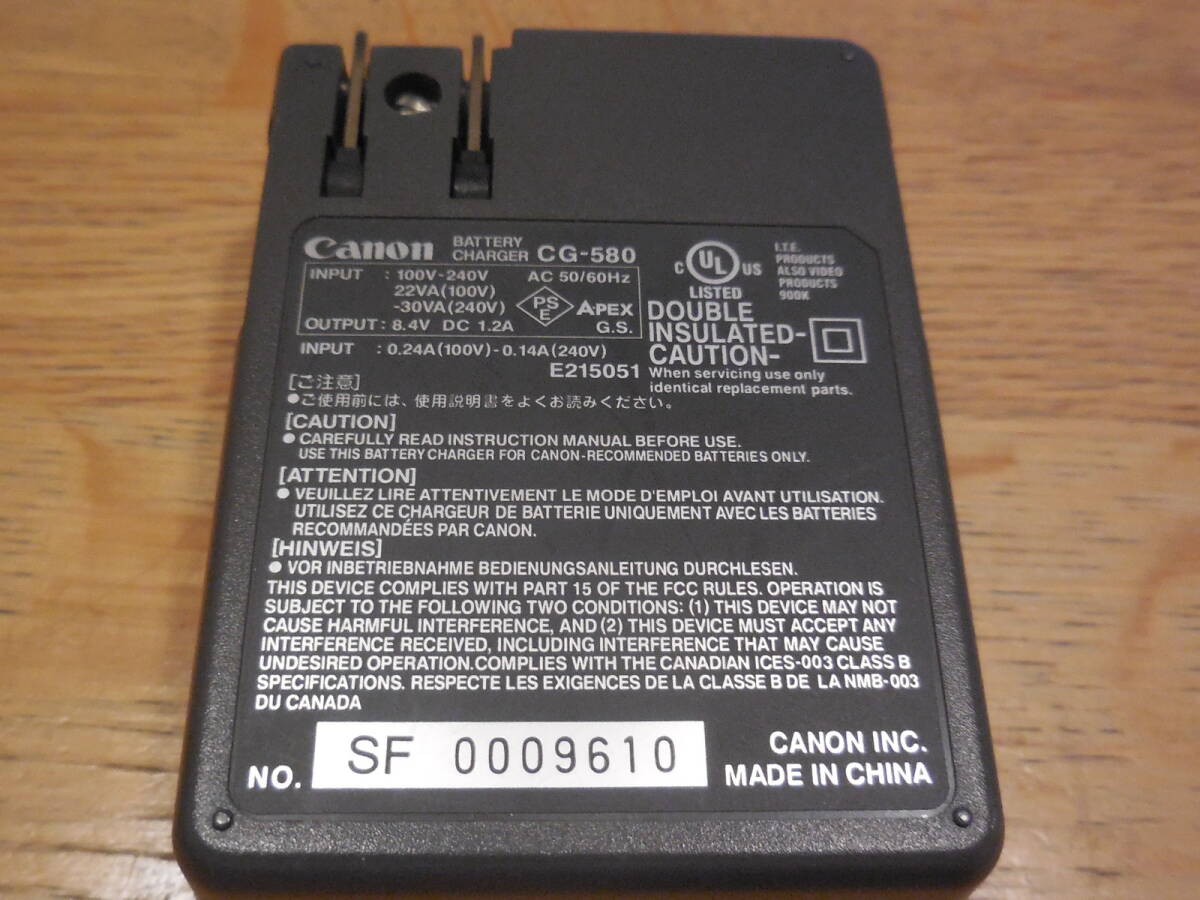 Canon BATTERY CHARGER CG-580
INPUT : 100V-240V AC 50/60Hz
22VA(100V)
-30VA(240V)
PS E A-PEX
OUTPUT : 8.4V DC 1.2A G.S.
INPUT : 0.24A(100V)-0.14A(240V)
E215051
C UL US
LISTED
I.T.E.
PRODUCTS
ALSO VIDEO
PRODUCTS
900K
DOUBLE
INSULATED-
CAUTION-
When servicing use only
identical replacement parts.
[ご注意]
●ご使用前には、使用説明書をよくお読みください。
[CAUTION]
● CAREFULLY READ INSTRUCTION MANUAL BEFORE USE.
USE THIS BATTERY CHARGER FOR CANON-RECOMMENDED BATTERIES ONLY.
[ATTENTION]
● VEUILLEZ LIRE ATTENTIVEMENT LE MODE D'EMPLOI AVANT UTILISATION.
UTILISEZ CE CHARGEUR DE BATTERIE UNIQUEMENT AVEC LES BATTERIES
RECOMMANDÉES PAR CANON.
[HINWEIS]
● VOR INBETRIEBNAHME BEDIENUNGSANLEITUNG DURCHLESEN.
THIS DEVICE COMPLIES WITH PART 15 OF THE FCC RULES. OPERATION IS
SUBJECT TO THE FOLLOWING TWO CONDITIONS: (1) THIS DEVICE MAY NOT
CAUSE HARMFUL INTERFERENCE, AND (2) THIS DEVICE MUST ACCEPT ANY
INTERFERENCE RECEIVED, INCLUDING INTERFERENCE THAT MAY CAUSE
UNDESIRED OPERATION.COMPLIES WITH THE CANADIAN ICES-003 CLASS B
SPECIFICATIONS. RESPECTE LES EXIGENCES DE LA CLASSE B DE LA NMB-003
DU CANADA
NO. SF 0009610
CANON INC.
MADE IN CHINA